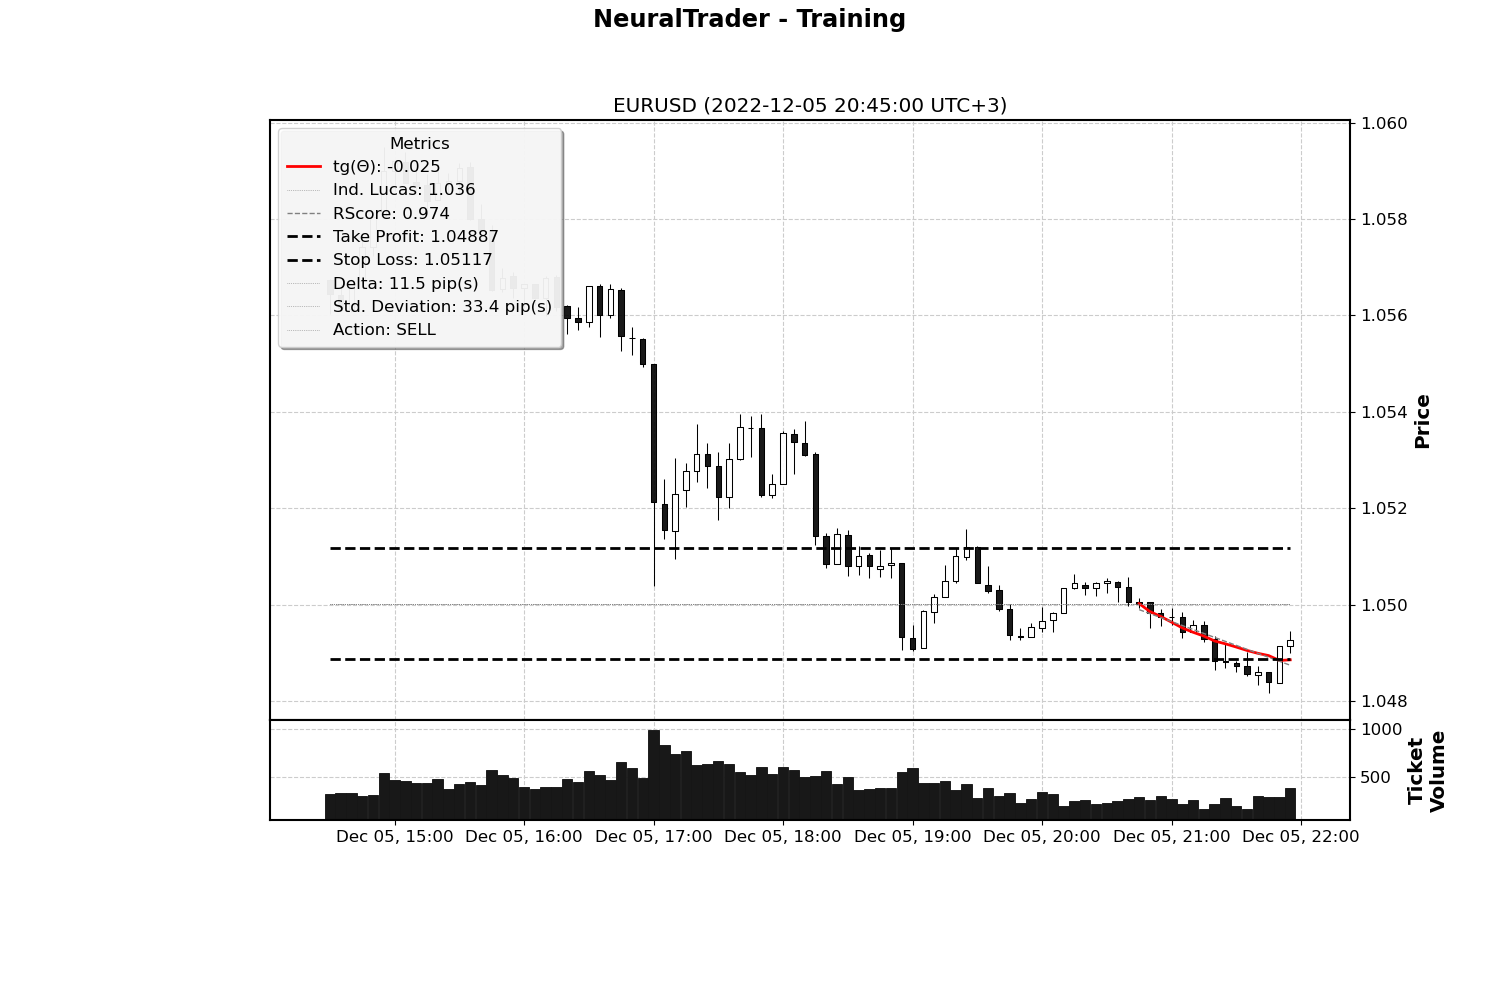 NeuralTrader - Training
EURUSD (2022-12-05 20:45:00 UTC+3)
Metrics
tg(Θ): -0.025
Ind. Lucas: 1.036
RScore: 0.974
Take Profit: 1.04887
Stop Loss: 1.05117
Delta: 11.5 pip(s)
Std. Deviation: 33.4 pip(s)
Action: SELL
1.060
1.058
1.056
1.054
1.052
1.050
1.048
Price
1000
500
Ticket
Volume
Dec 05, 15:00 Dec 05, 16:00 Dec 05, 17:00 Dec 05, 18:00 Dec 05, 19:00 Dec 05, 20:00 Dec 05, 21:00 Dec 05, 22:00